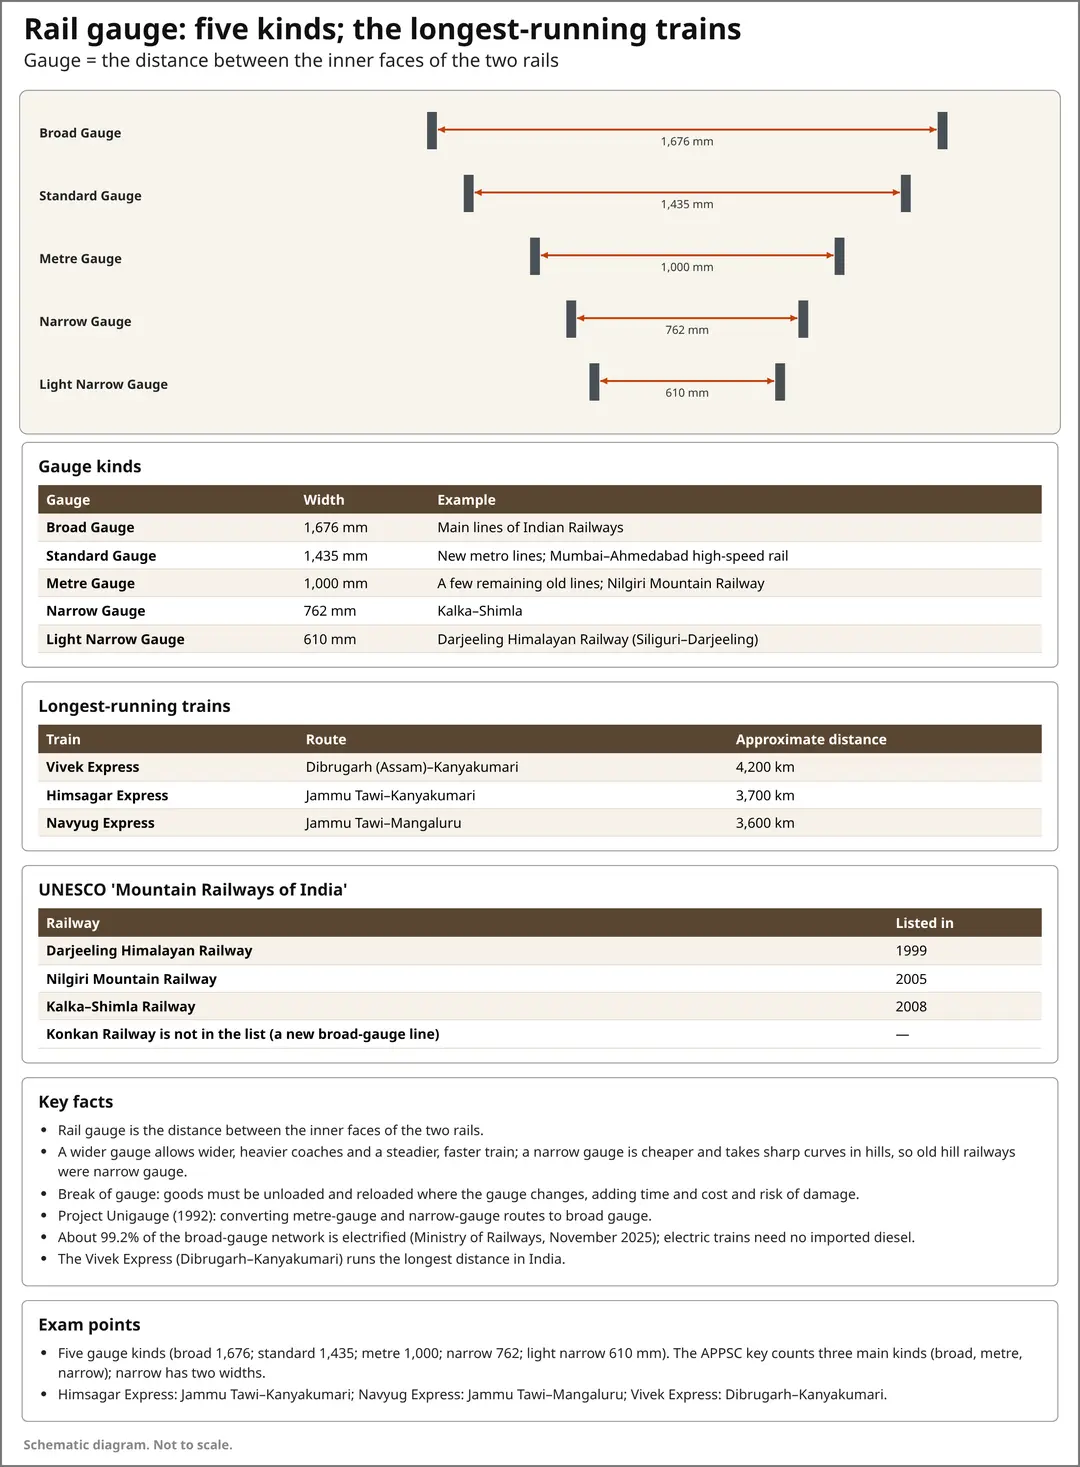 Rail gauge: five kinds; the longest-running trains
Gauge = the distance between the inner faces of the two rails
Broad Gauge
1,676 mm
Standard Gauge
1,435 mm
Metre Gauge
1,000 mm
Narrow Gauge
762 mm
Light Narrow Gauge
610 mm
Gauge kinds
Gauge Width Example
Broad Gauge 1,676 mm Main lines of Indian Railways
Standard Gauge 1,435 mm New metro lines; Mumbai–Ahmedabad high-speed rail
Metre Gauge 1,000 mm A few remaining old lines; Nilgiri Mountain Railway
Narrow Gauge 762 mm Kalka–Shimla
Light Narrow Gauge 610 mm Darjeeling Himalayan Railway (Siliguri–Darjeeling)
Longest-running trains
Train Route Approximate distance
Vivek Express Dibrugarh (Assam)–Kanyakumari 4,200 km
Himsagar Express Jammu Tawi–Kanyakumari 3,700 km
Navyug Express Jammu Tawi–Mangaluru 3,600 km
UNESCO 'Mountain Railways of India'
Railway Listed in
Darjeeling Himalayan Railway 1999
Nilgiri Mountain Railway 2005
Kalka–Shimla Railway 2008
Konkan Railway is not in the list (a new broad-gauge line) —
Key facts
• Rail gauge is the distance between the inner faces of the two rails.
• A wider gauge allows wider, heavier coaches and a steadier, faster train; a narrow gauge is cheaper and takes sharp curves in hills, so old hill railways
were narrow gauge.
• Break of gauge: goods must be unloaded and reloaded where the gauge changes, adding time and cost and risk of damage.
• Project Unigauge (1992): converting metre-gauge and narrow-gauge routes to broad gauge.
• About 99.2% of the broad-gauge network is electrified (Ministry of Railways, November 2025); electric trains need no imported diesel.
• The Vivek Express (Dibrugarh–Kanyakumari) runs the longest distance in India.
Exam points
• Five gauge kinds (broad 1,676; standard 1,435; metre 1,000; narrow 762; light narrow 610 mm). The APPSC key counts three main kinds (broad, metre,
narrow); narrow has two widths.
• Himsagar Express: Jammu Tawi–Kanyakumari; Navyug Express: Jammu Tawi–Mangaluru; Vivek Express: Dibrugarh–Kanyakumari.
Schematic diagram. Not to scale.